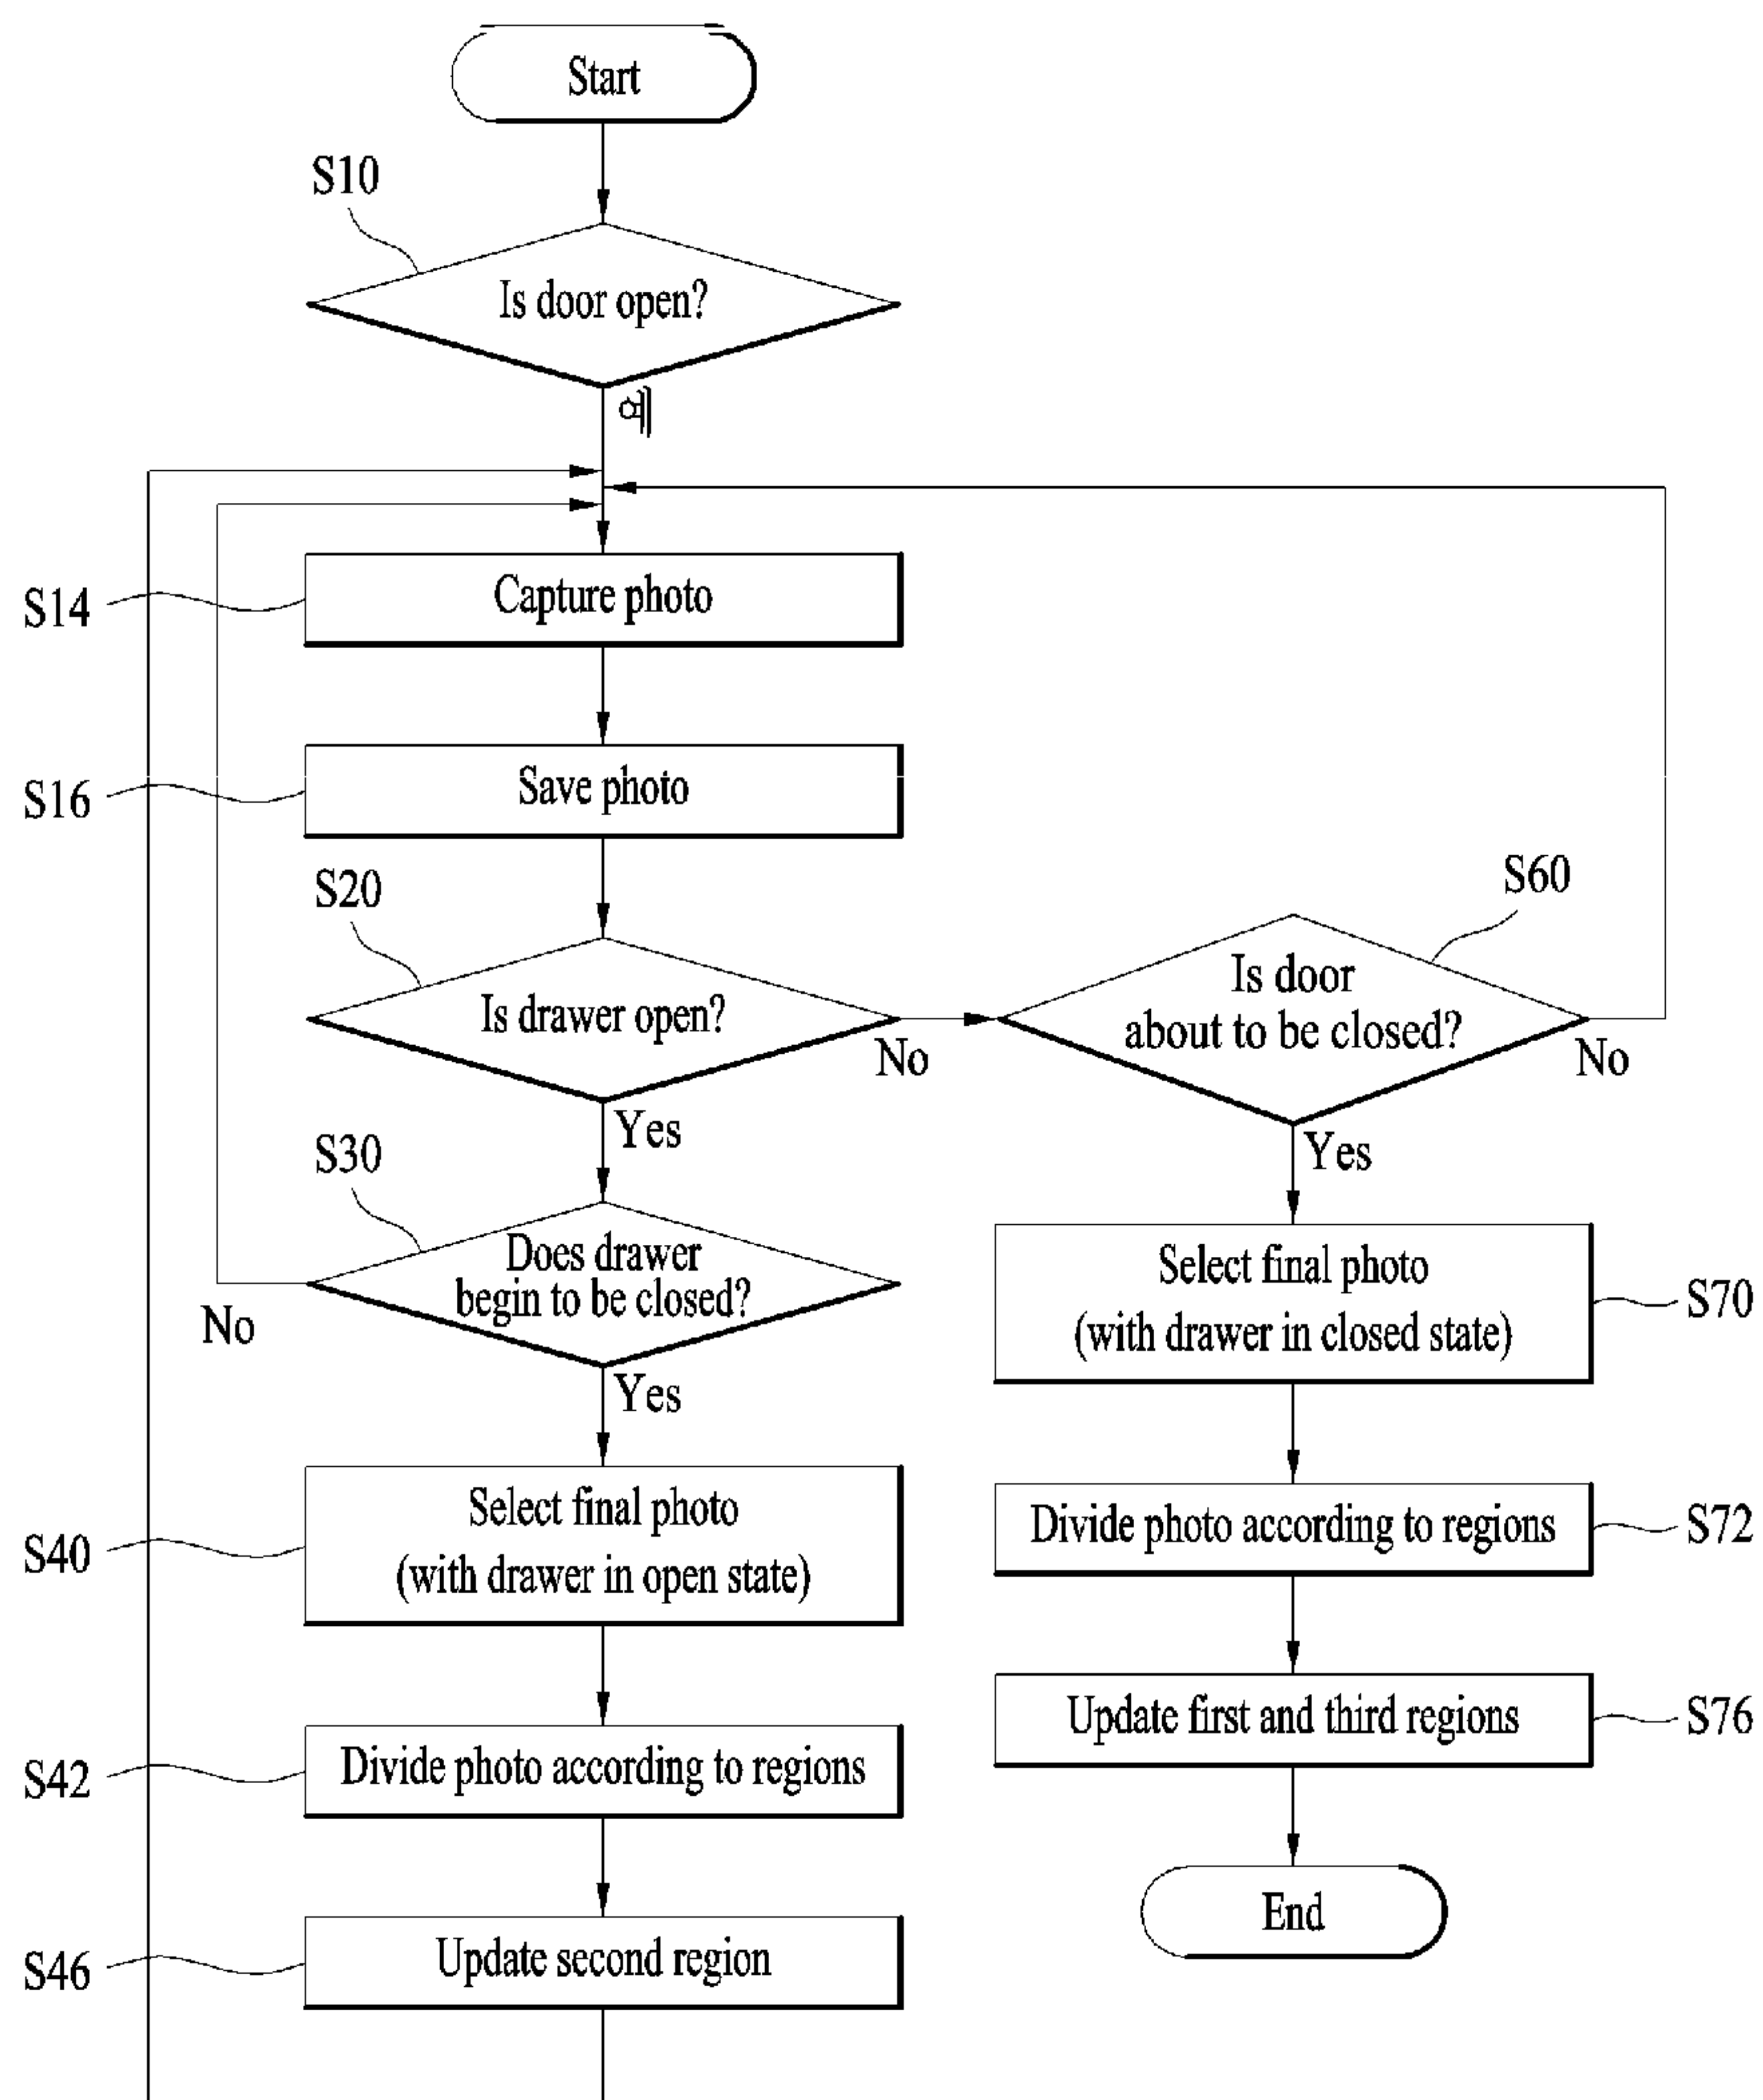 Start
S10
Is door open?
예
S14
Capture photo
S16
Save photo
S20
Is drawer open?
No
Yes
S60
Is door
about to be closed?
No
Yes
S30
Does drawer
begin to be closed?
No
Yes
S40
Select final photo
(with drawer in open state)
S42
Divide photo according to regions
S46
Update second region
Select final photo
(with drawer in closed state)
S70
Divide photo according to regions
S72
Update first and third regions
S76
End